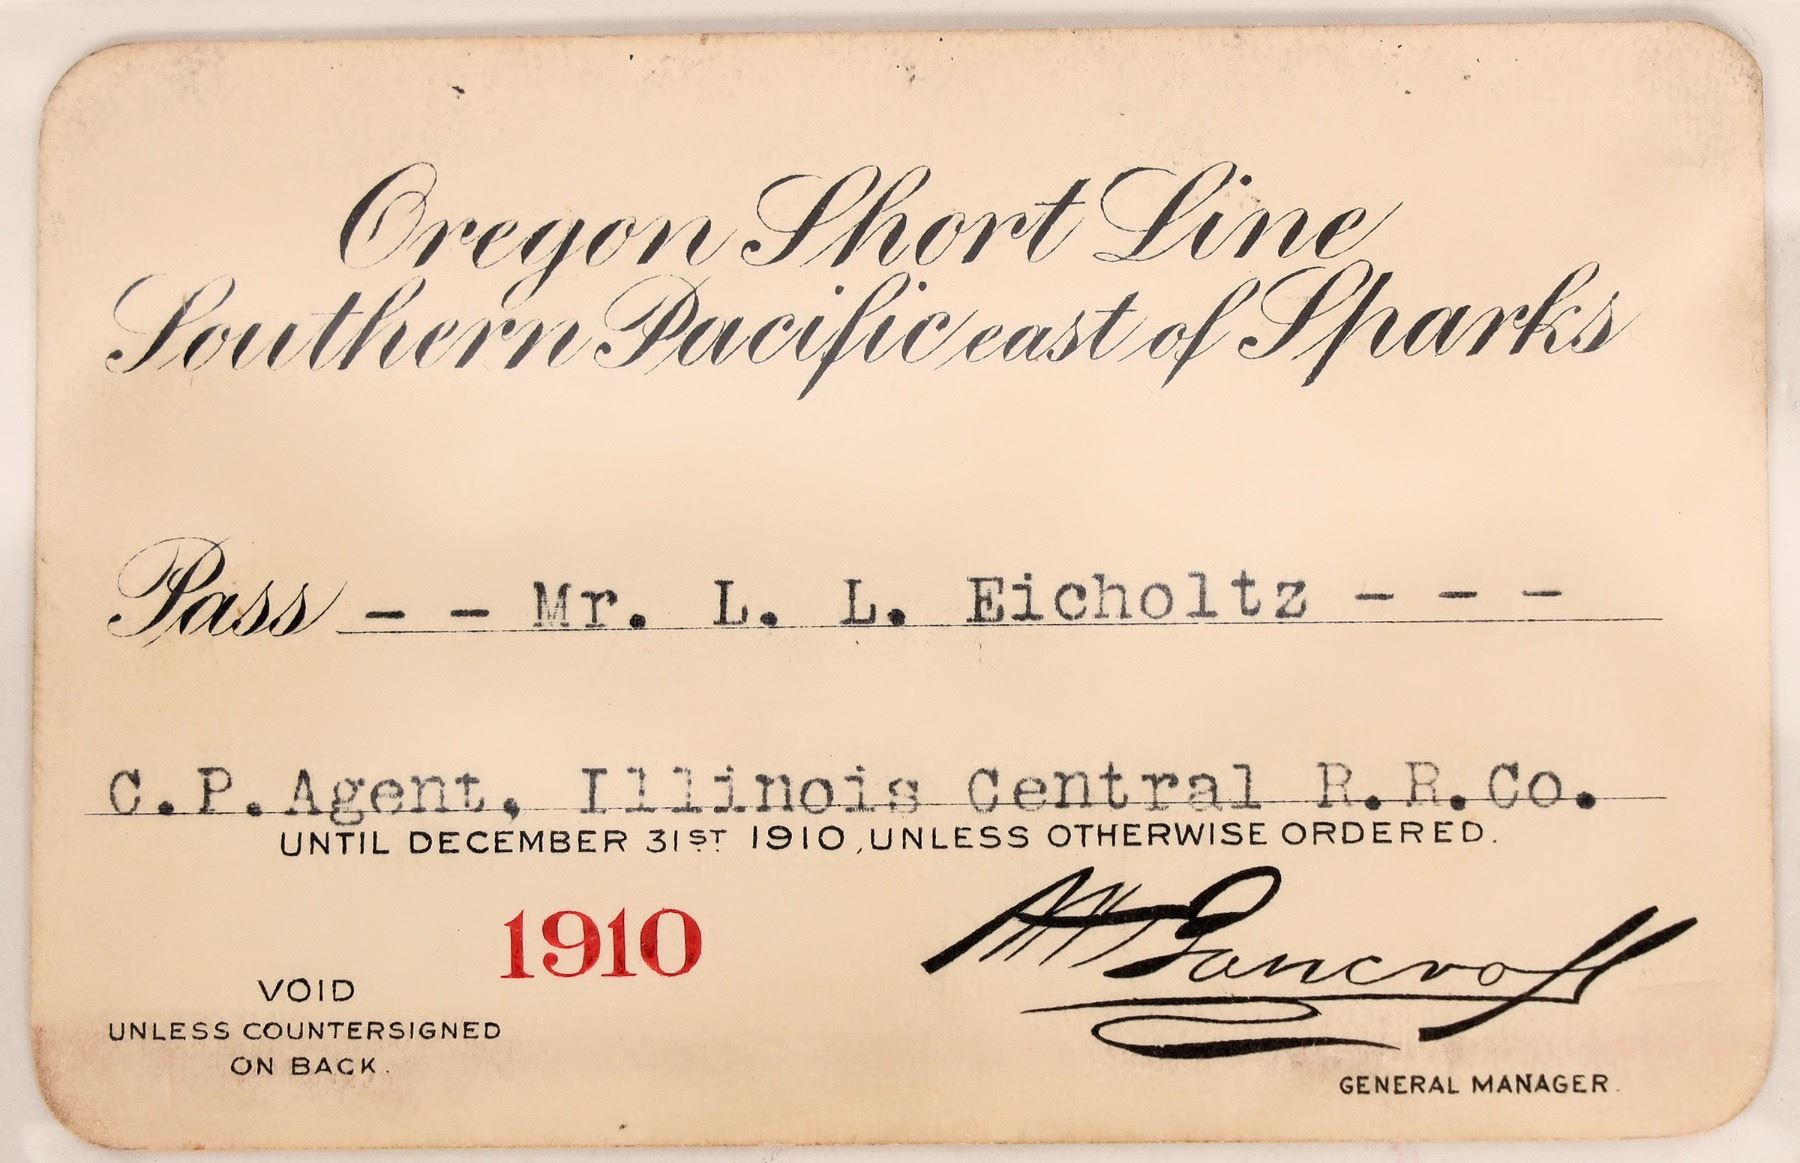 Oregon Short Line
Southern Pacific east of Sparks
Pass - - Mr. L. L. Eicholtz - - -
C.P.Agent, Illinois Central R.R.Co.
UNTIL DECEMBER 31ST 1910, UNLESS OTHERWISE ORDERED.
1910
VOID
UNLESS COUNTERSIGNED
ON BACK.
Bancroft
GENERAL MANAGER.